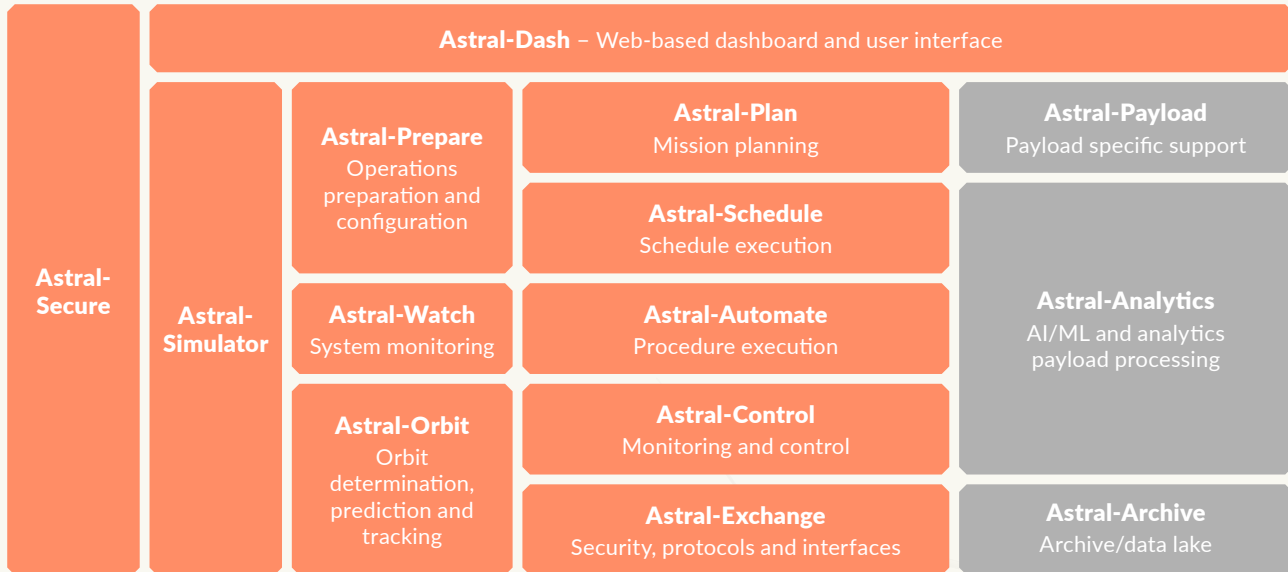 Astral-Dash – Web-based dashboard and user interface
Astral-
Secure
Astral-
Simulator
Astral-Prepare
Operations
preparation and
configuration
Astral-Watch
System monitoring
Astral-Orbit
Orbit
determination,
prediction and
tracking
Astral-Plan
Mission planning
Astral-Schedule
Schedule execution
Astral-Automate
Procedure execution
Astral-Control
Monitoring and control
Astral-Exchange
Security, protocols and interfaces
Astral-Payload
Payload specific support
Astral-Analytics
AI/ML and analytics
payload processing
Astral-Archive
Archive/data lake